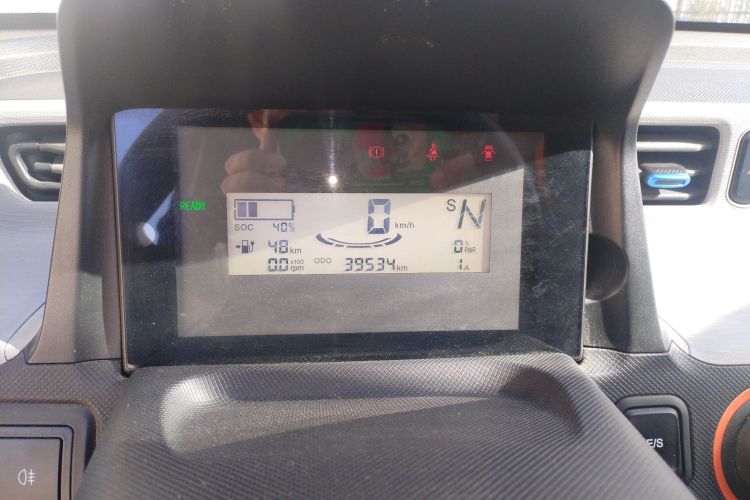 READY
SOC 40%
0 km/h
S N
48 km
0.0 x100 rpm
ODO 39534 km
0 % PWR
1 A
E/S